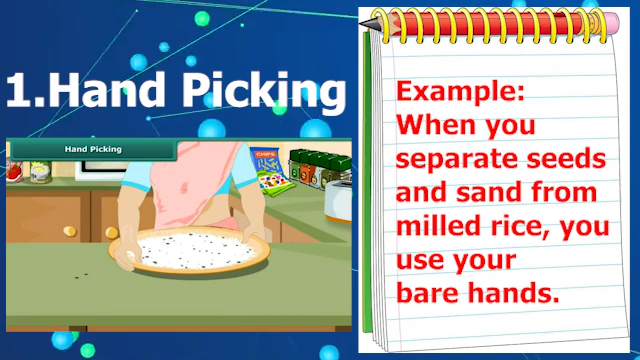 1.Hand Picking
Hand Picking
CHIPS
Example:
When you
separate seeds
and sand from
milled rice, you
use your
bare hands.